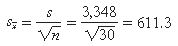 s_x̄ = s/√n = 3,348/√30 = 611.3